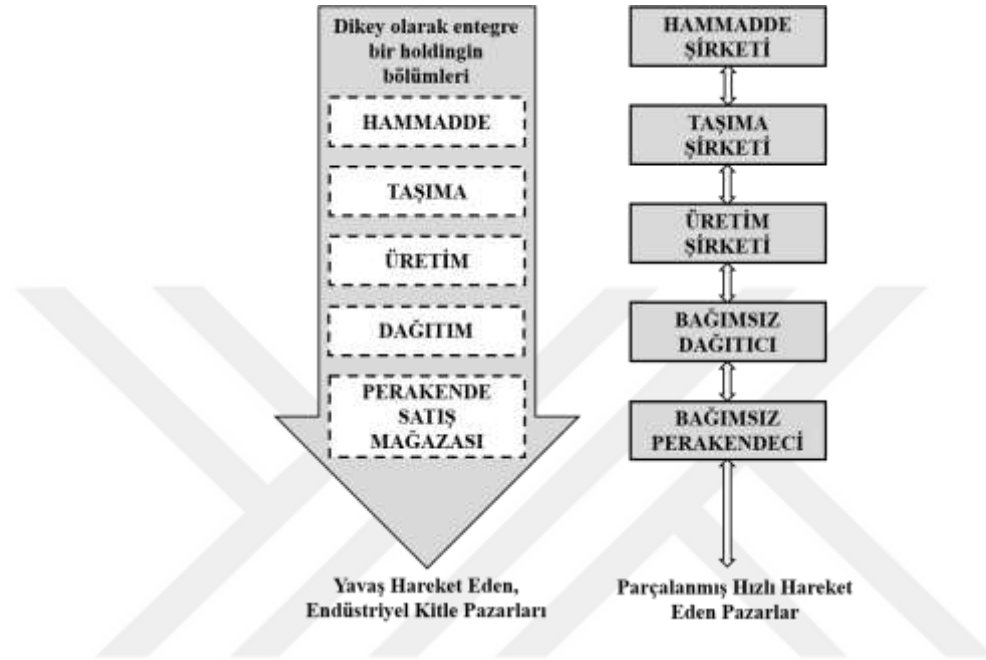 Dikey olarak entegre
bir holdingin
bölümleri
HAMMADDE
TAŞIMA
ÜRETİM
DAĞITIM
PERAKENDE
SATIŞ
MAĞAZASI
Yavaş Hareket Eden,
Endüstriyel Kitle Pazarları
HAMMADDE
ŞİRKETİ
TAŞIMA
ŞİRKETİ
ÜRETİM
ŞİRKETİ
BAĞIMSIZ
DAĞITICI
BAĞIMSIZ
PERAKENDECİ
Parçalanmış Hızlı Hareket
Eden Pazarlar